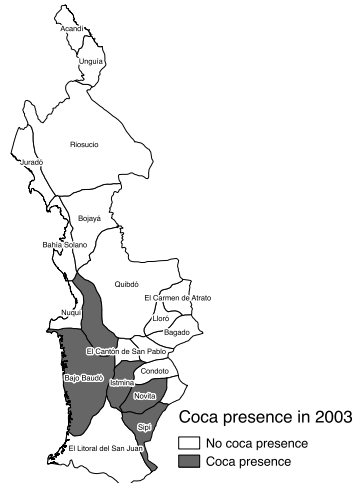 Acandí
Unguía
Riosucio
Juradó
Bojayá
Bahía Solano
Quibdó
El Carmen de Atrato
Lloró
Nuquí
Bagado
El Cantón de San Pablo
Condoto
Bajo Baudó
Istmina
Novita
Sipí
El Litoral del San Juan
Coca presence in 2003
No coca presence
Coca presence